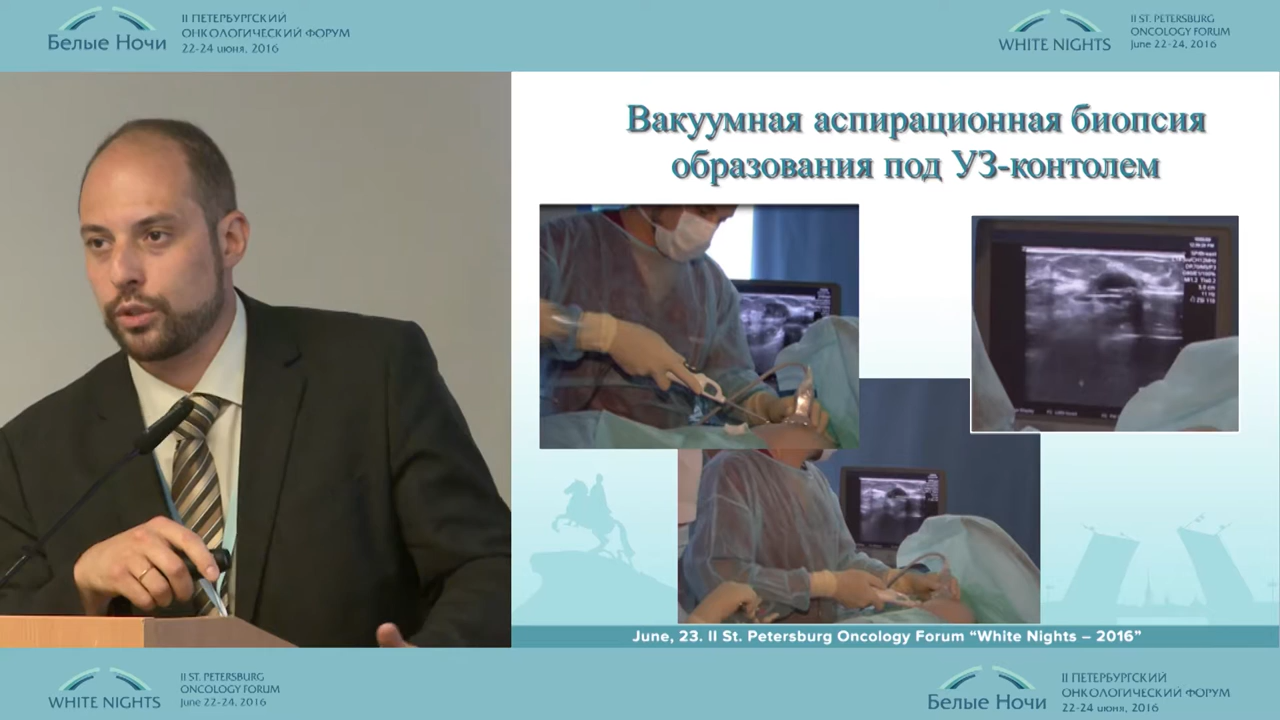 Белые Ночи
II ПЕТЕРБУРГСКИЙ
ОНКОЛОГИЧЕСКИЙ ФОРУМ
22-24 июня, 2016
WHITE NIGHTS
II ST. PETERSBURG
ONCOLOGY FORUM
June 22-24, 2016
Вакуумная аспирационная биопсия
образования под УЗ-контолем
June, 23. II St. Petersburg Oncology Forum “White Nights – 2016”
WHITE NIGHTS
II ST. PETERSBURG
ONCOLOGY FORUM
June 22-24, 2016
Белые Ночи
II ПЕТЕРБУРГСКИЙ
ОНКОЛОГИЧЕСКИЙ ФОРУМ
22-24 июня, 2016